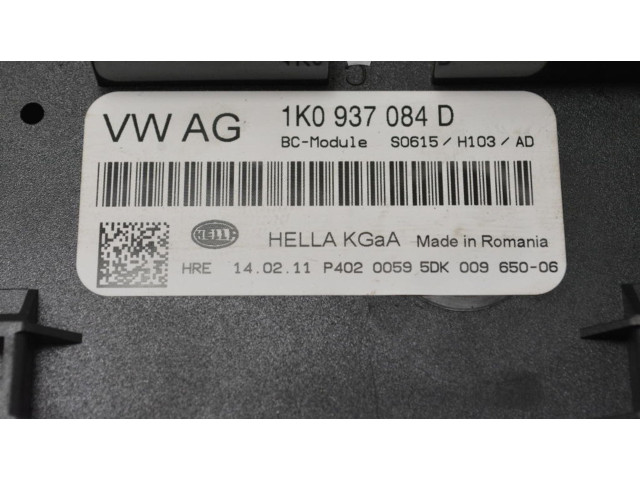 1K0
VW AG 1K0 937 084 D
BC-Module S0615/H103/AD
HELLA HELLA KGaA Made in Romania
HRE 14.02.11 P402 0059 5DK 009 650-06